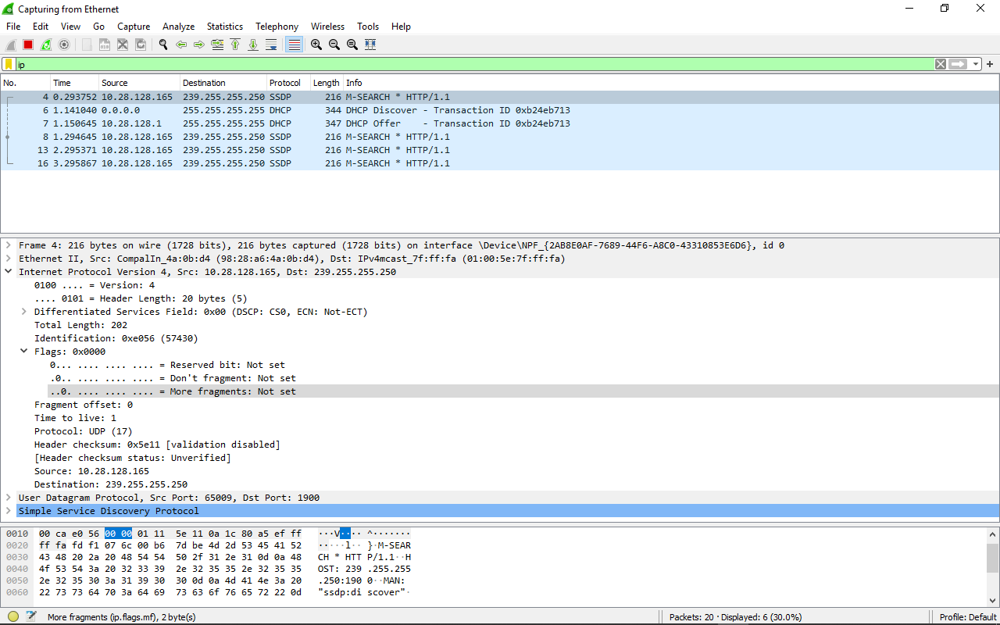 Capturing from Ethernet
File Edit View Go Capture Analyze Statistics Telephony Wireless Tools Help
ip
No. Time Source Destination Protocol Length Info
4 0.293752 10.28.128.165 239.255.255.250 SSDP 216 M-SEARCH * HTTP/1.1
6 1.141040 0.0.0.0 255.255.255.255 DHCP 344 DHCP Discover - Transaction ID 0xb24eb713
7 1.150645 10.28.128.1 255.255.255.255 DHCP 347 DHCP Offer - Transaction ID 0xb24eb713
8 1.294645 10.28.128.165 239.255.255.250 SSDP 216 M-SEARCH * HTTP/1.1
13 2.295371 10.28.128.165 239.255.255.250 SSDP 216 M-SEARCH * HTTP/1.1
16 3.295867 10.28.128.165 239.255.255.250 SSDP 216 M-SEARCH * HTTP/1.1
Frame 4: 216 bytes on wire (1728 bits), 216 bytes captured (1728 bits) on interface \Device\NPF_{2AB8E0AF-7689-44F6-A8C0-43310853E6D6}, id 0
Ethernet II, Src: CompalIn_4a:0b:d4 (98:28:a6:4a:0b:d4), Dst: IPv4mcast_7f:ff:fa (01:00:5e:7f:ff:fa)
Internet Protocol Version 4, Src: 10.28.128.165, Dst: 239.255.255.250
0100 .... = Version: 4
.... 0101 = Header Length: 20 bytes (5)
Differentiated Services Field: 0x00 (DSCP: CS0, ECN: Not-ECT)
Total Length: 202
Identification: 0xe056 (57430)
Flags: 0x0000
0... .... .... .... = Reserved bit: Not set
.0.. .... .... .... = Don't fragment: Not set
..0. .... .... .... = More fragments: Not set
Fragment offset: 0
Time to live: 1
Protocol: UDP (17)
Header checksum: 0x5e11 [validation disabled]
[Header checksum status: Unverified]
Source: 10.28.128.165
Destination: 239.255.255.250
User Datagram Protocol, Src Port: 65009, Dst Port: 1900
Simple Service Discovery Protocol
0010 00 ca e0 56 00 00 01 11 5e 11 0a 1c 80 a5 ef ff ···V···· ^·······
0020 ff fa fd f1 07 6c 00 b6 7d be 4d 2d 53 45 41 52 ·····l·· }·M-SEAR
0030 43 48 20 2a 20 48 54 54 50 2f 31 2e 31 0d 0a 48 CH * HTT P/1.1··H
0040 4f 53 54 3a 20 32 33 39 2e 32 35 35 2e 32 35 35 OST: 239 .255.255
0050 2e 32 35 30 3a 31 39 30 30 0d 0a 4d 41 4e 3a 20 .250:190 0··MAN:
0060 22 73 73 64 70 3a 64 69 73 63 6f 76 65 72 22 0d "ssdp:di scover"·
More fragments (ip.flags.mf), 2 byte(s) Packets: 20 · Displayed: 6 (30.0%) Profile: Default